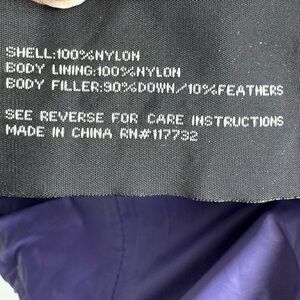 SHELL:100%NYLON
BODY LINING:100%NYLON
BODY FILLER:90%DOWN/10%FEATHERS
SEE REVERSE FOR CARE INSTRUCTIONS
MADE IN CHINA RN#117732